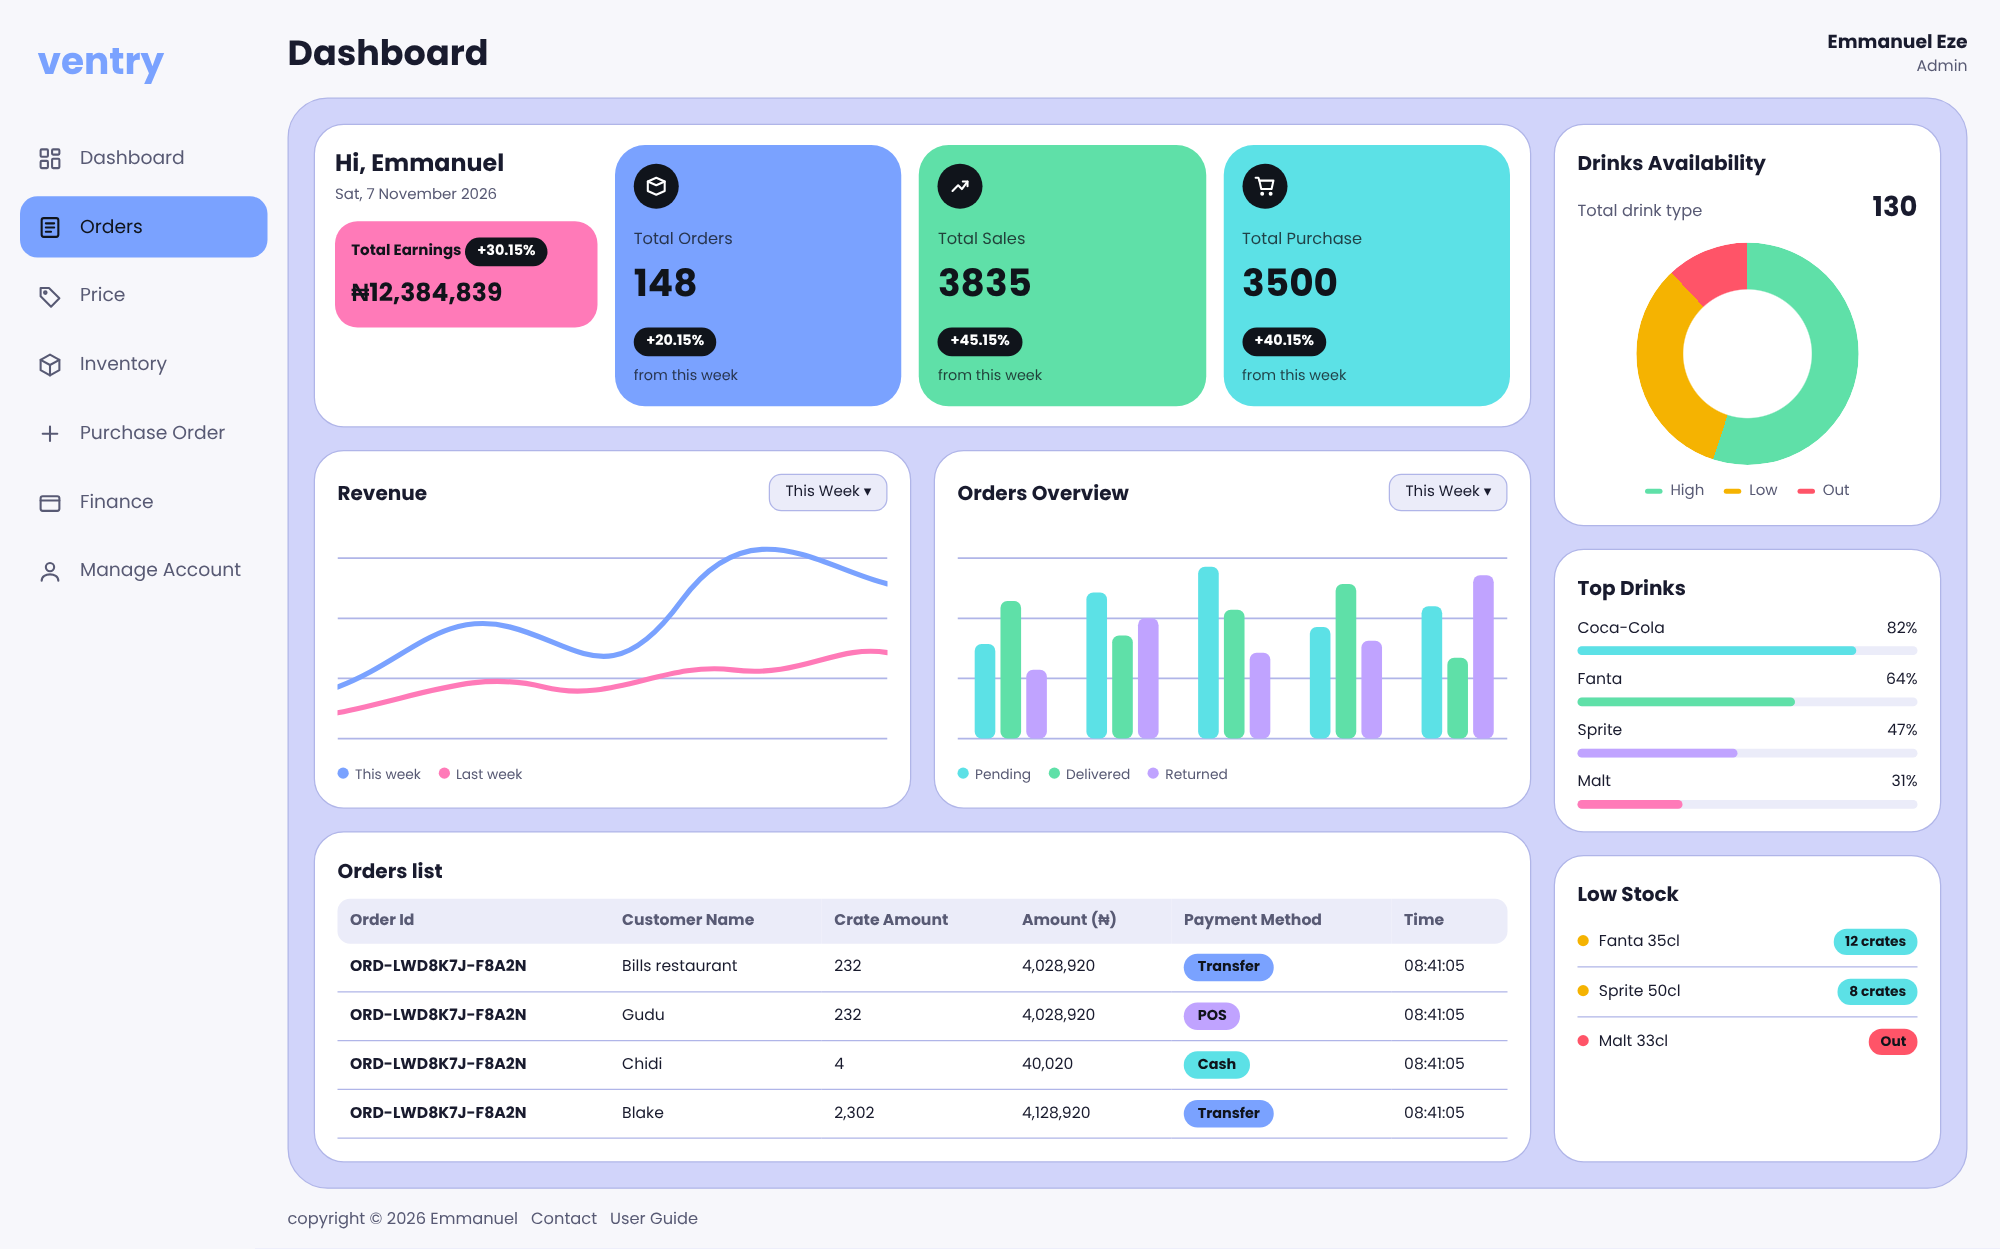 ventry
Dashboard
Orders
Price
Inventory
Purchase Order
Finance
Manage Account
Dashboard
Emmanuel Eze
Admin
Hi, Emmanuel
Sat, 7 November 2026
Total Earnings +30.15%
₦12,384,839
Total Orders
148
+20.15%
from this week
Total Sales
3835
+45.15%
from this week
Total Purchase
3500
+40.15%
from this week
Revenue
This Week ▾
This week Last week
Orders Overview
This Week ▾
Pending Delivered Returned
Orders list
Order Id Customer Name Crate Amount Amount (₦) Payment Method Time
ORD-LWD8K7J-F8A2N Bills restaurant 232 4,028,920 Transfer 08:41:05
ORD-LWD8K7J-F8A2N Gudu 232 4,028,920 POS 08:41:05
ORD-LWD8K7J-F8A2N Chidi 4 40,020 Cash 08:41:05
ORD-LWD8K7J-F8A2N Blake 2,302 4,128,920 Transfer 08:41:05
Drinks Availability
Total drink type 130
High Low Out
Top Drinks
Coca-Cola 82%
Fanta 64%
Sprite 47%
Malt 31%
Low Stock
Fanta 35cl 12 crates
Sprite 50cl 8 crates
Malt 33cl Out
copyright © 2026 Emmanuel Contact User Guide